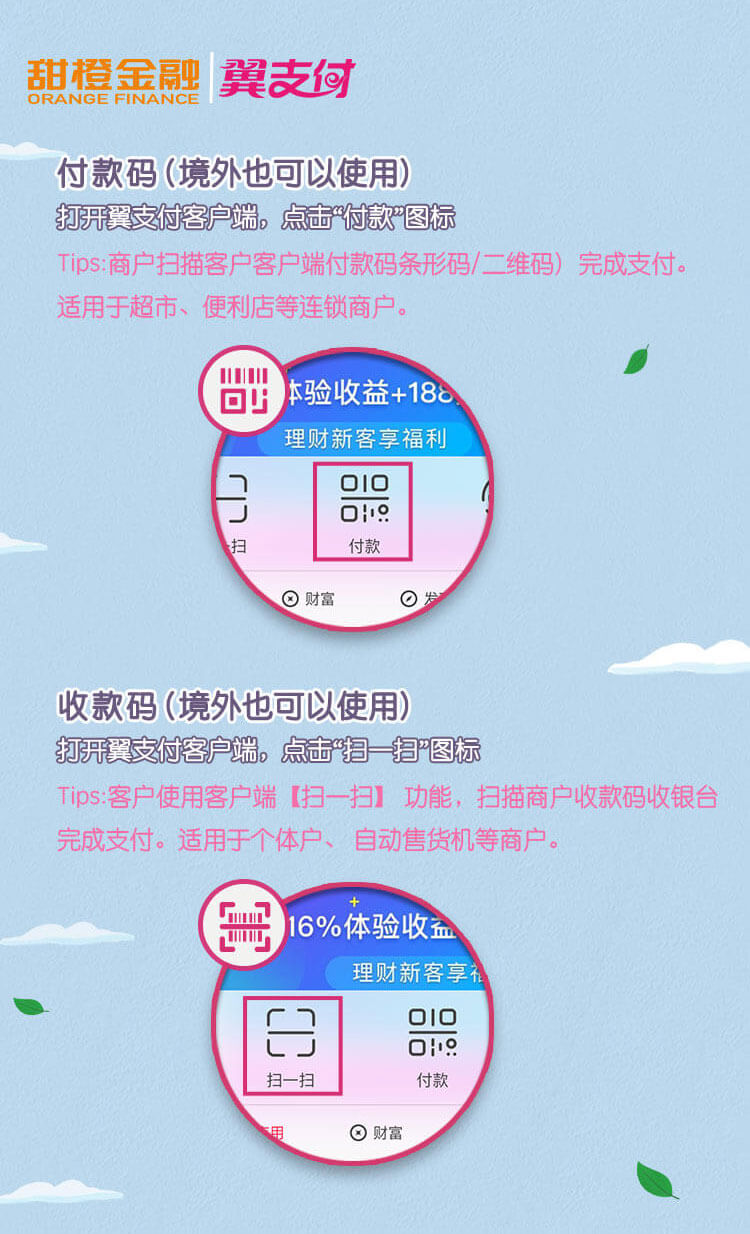 甜橙金融
ORANGE FINANCE
翼支付
付款码(境外也可以使用)
打开翼支付客户端，点击“付款”图标
Tips:商户扫描客户客户端付款码条形码/二维码）完成支付。
适用于超市、便利店等连锁商户。
体验收益+188
理财新客享福利
扫
付款
财富
收款码(境外也可以使用)
打开翼支付客户端，点击“扫一扫”图标
Tips:客户使用客户端【扫一扫】 功能，扫描商户收款码收银台
完成支付。适用于个体户、 自动售货机等商户。
16%体验收益
理财新客享福
扫一扫
付款
用
财富